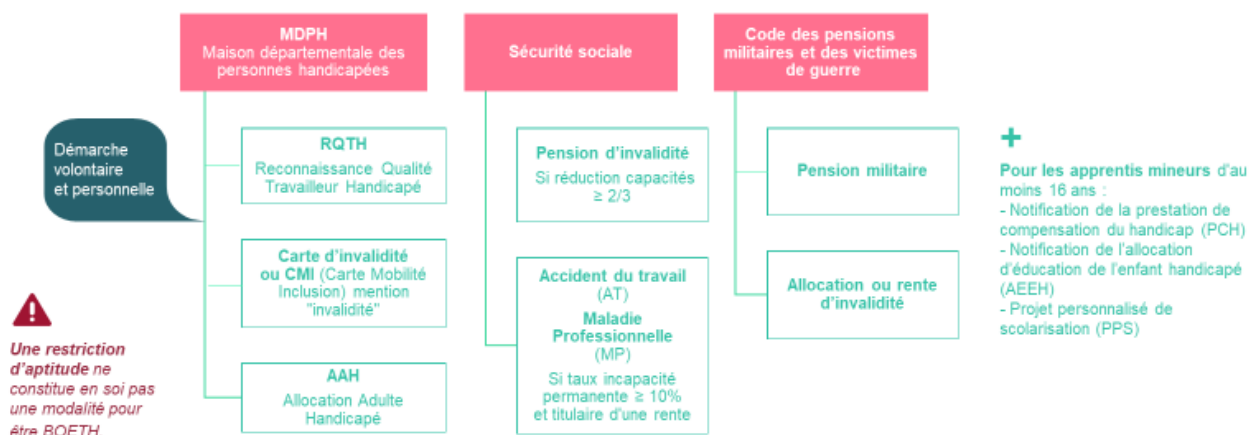 MDPH
Maison départementale des
personnes handicapées
Sécurité sociale
Code des pensions
militaires et des victimes
de guerre
Démarche
volontaire
et personnelle
RQTH
Reconnaissance Qualité
Travailleur Handicapé
Carte d'invalidité
ou CMI (Carte Mobilité
Inclusion) mention
"invalidité"
AAH
Allocation Adulte
Handicapé
Pension d'invalidité
Si réduction capacités
≥ 2/3
Accident du travail
(AT)
Maladie
Professionnelle
(MP)
Si taux incapacité
permanente ≥ 10%
et titulaire d'une rente
Pension militaire
Allocation ou rente
d'invalidité
+
Pour les apprentis mineurs d'au
moins 16 ans :
- Notification de la prestation de
compensation du handicap (PCH)
- Notification de l'allocation
d'éducation de l'enfant handicapé
(AEEH)
- Projet personnalisé de
scolarisation (PPS)
Une restriction
d'aptitude ne
constitue en soi pas
une modalité pour
être BOETH